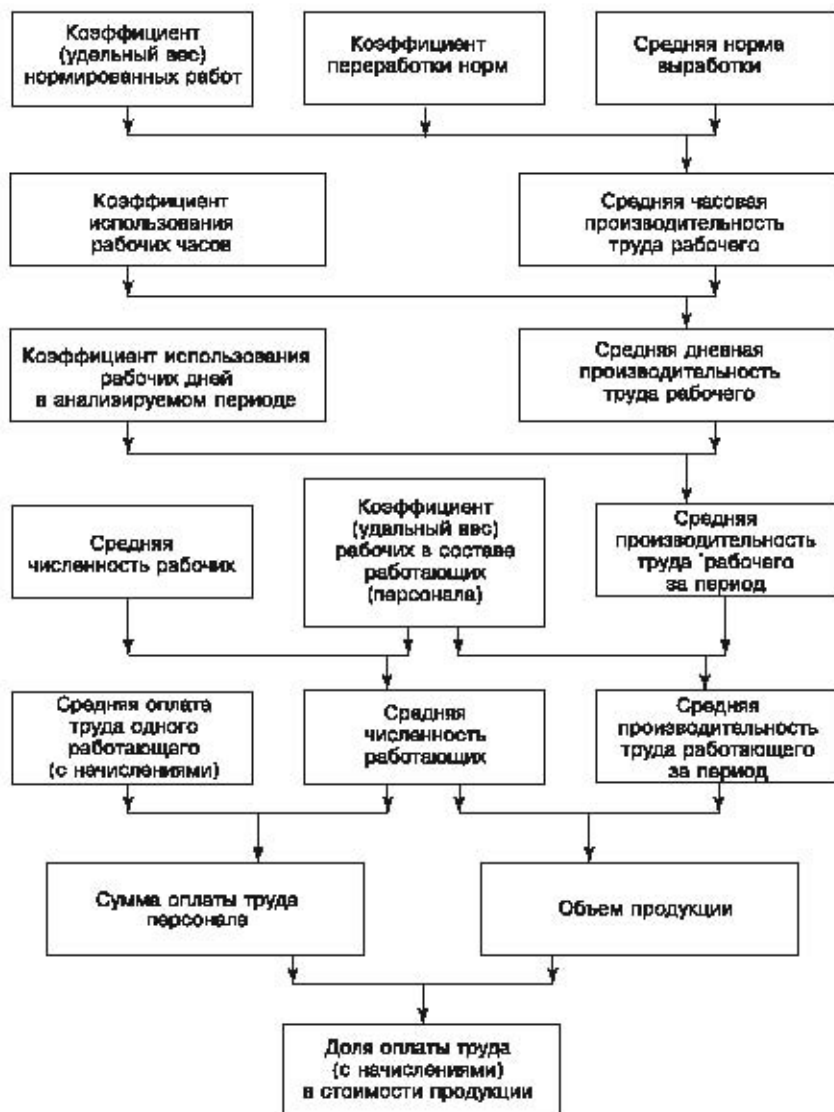 Коэффициент
(удельный вес)
нормированных работ
Коэффициент
переработки норм
Средняя норма
выработки
Коэффициент
использования
рабочих часов
Средняя часовая
производительность
труда рабочего
Коэффициент использования
рабочих дней
в анализируемом периоде
Средняя дневная
производительность
труда рабочего
Средняя
численность рабочих
Коэффициент
(удальный вес)
рабочих в составе
работающих
(персонала)
Средняя
производительность
труда рабочего
за период
Средняя оплата
труда одного
работающего
(с начислениями)
Средняя
численность
работающих
Средняя
производительность
труда работающего
за период
Сумма оплаты труда
персонала
Объем продукции
Доля оплаты труда
(с начислениями)
в стоимости продукции